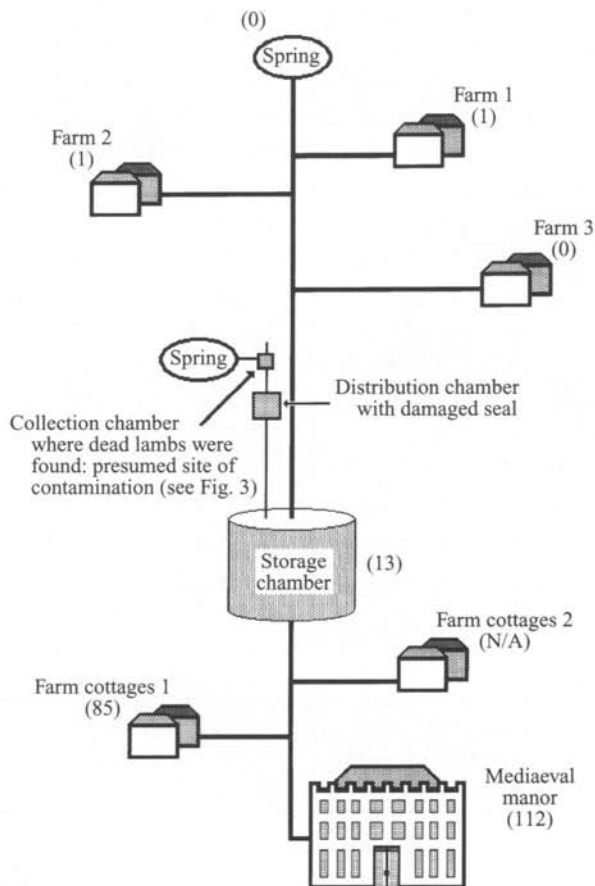 (0)
Spring
Farm 1
(1)
Farm 2
(1)
Farm 3
(0)
Spring
Distribution chamber
with damaged seal
Collection chamber
where dead lambs were
found: presumed site of
contamination (see Fig. 3)
Storage
chamber
(13)
Farm cottages 2
(N/A)
Farm cottages 1
(85)
Mediaeval
manor
(112)